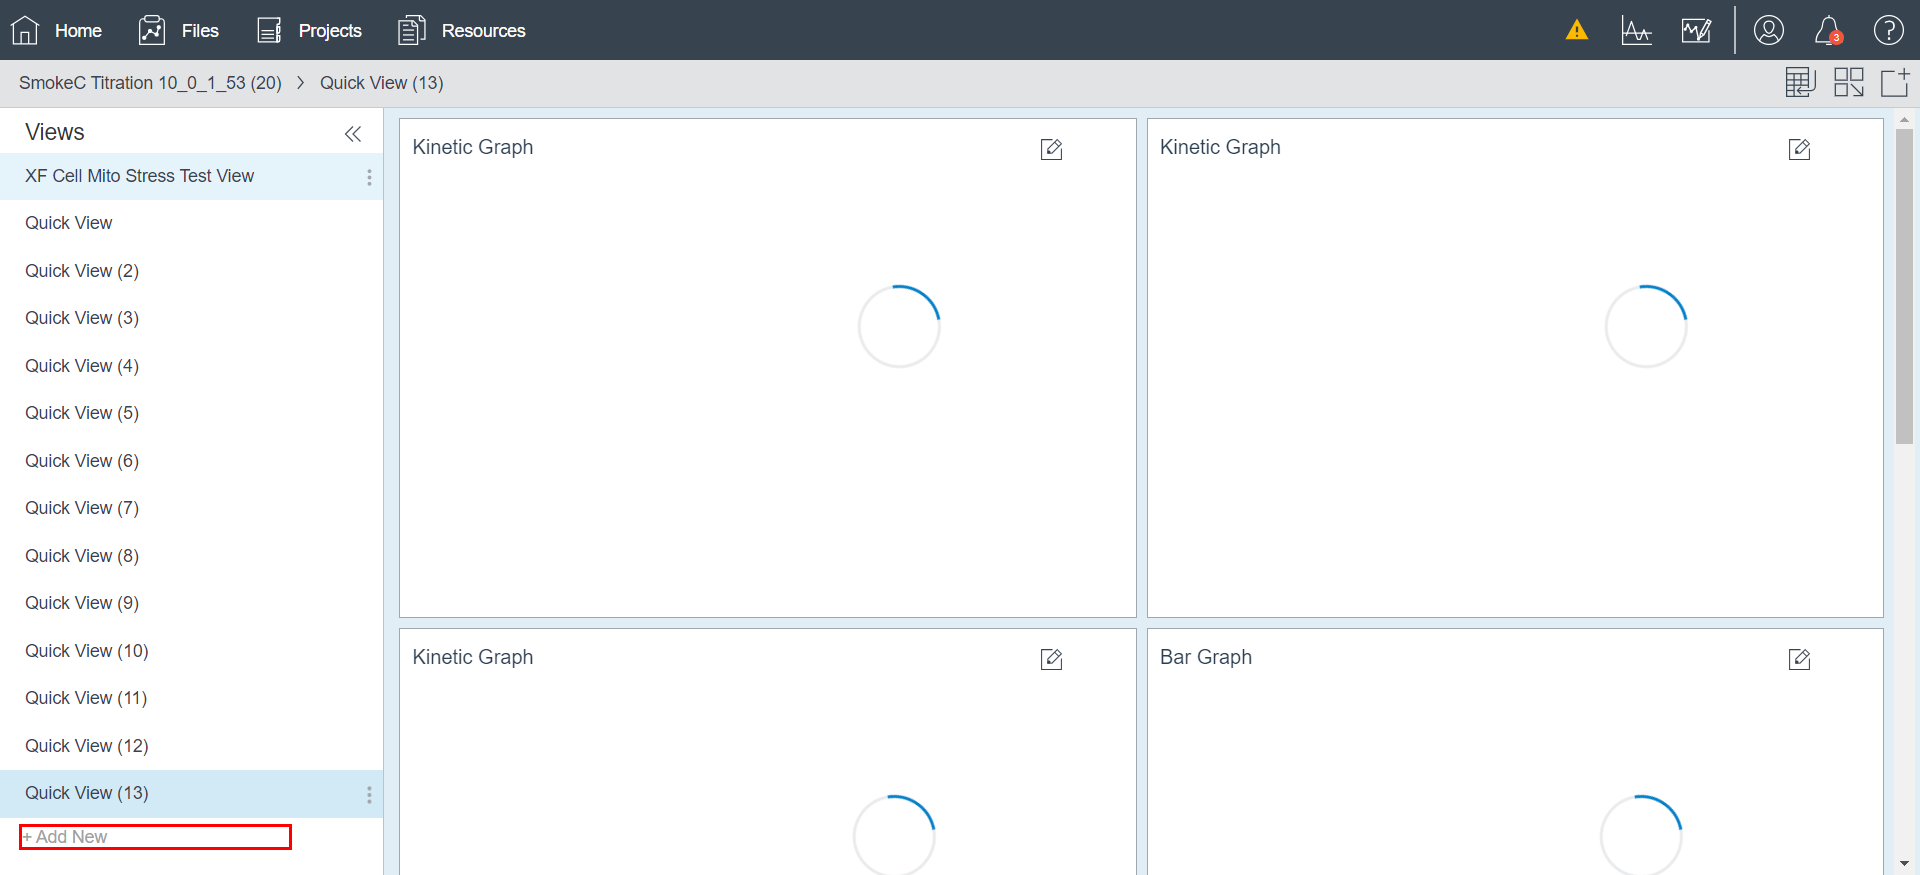 Home Files Projects Resources 3
SmokeC Titration 10_0_1_53 (20) > Quick View (13)
Views
XF Cell Mito Stress Test View
Quick View
Quick View (2)
Quick View (3)
Quick View (4)
Quick View (5)
Quick View (6)
Quick View (7)
Quick View (8)
Quick View (9)
Quick View (10)
Quick View (11)
Quick View (12)
Quick View (13)
+ Add New
Kinetic Graph
Kinetic Graph
Kinetic Graph
Bar Graph